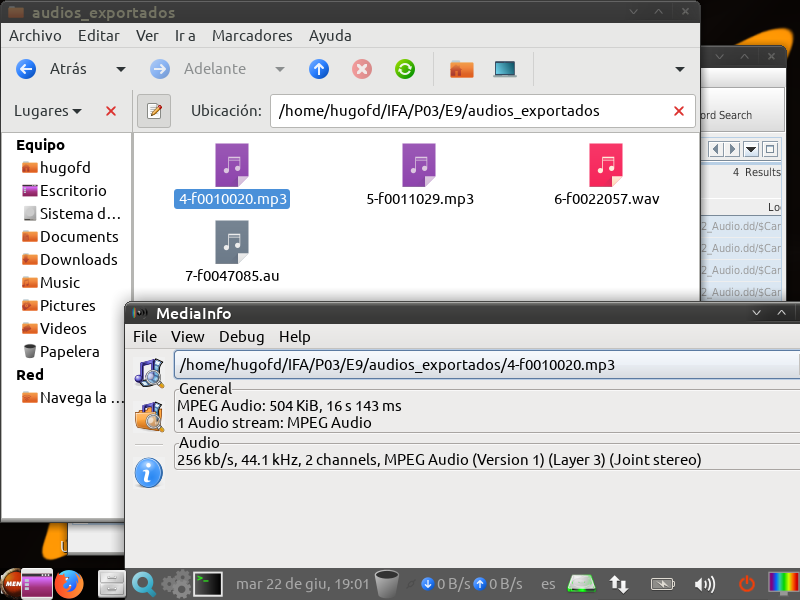 audios_exportados
Archivo Editar Ver Ir a Marcadores Ayuda
Atrás Adelante
Lugares Ubicación: /home/hugofd/IFA/P03/E9/audios_exportados
ord Search
4 Results
Lo
2_Audio.dd/$Car
2_Audio.dd/$Car
2_Audio.dd/$Car
2_Audio.dd/$Car
Equipo
hugofd
Escritorio
Sistema d...
Documents
Downloads
Music
Pictures
Videos
Papelera
Red
Navega la ...
4-f0010020.mp3 5-f0011029.mp3 6-f0022057.wav
7-f0047085.au
MediaInfo
File View Debug Help
/home/hugofd/IFA/P03/E9/audios_exportados/4-f0010020.mp3
General
MPEG Audio: 504 KiB, 16 s 143 ms
1 Audio stream: MPEG Audio
Audio
256 kb/s, 44.1 kHz, 2 channels, MPEG Audio (Version 1) (Layer 3) (Joint stereo)
MENU mar 22 de giu, 19:01 0 B/s 0 B/s es